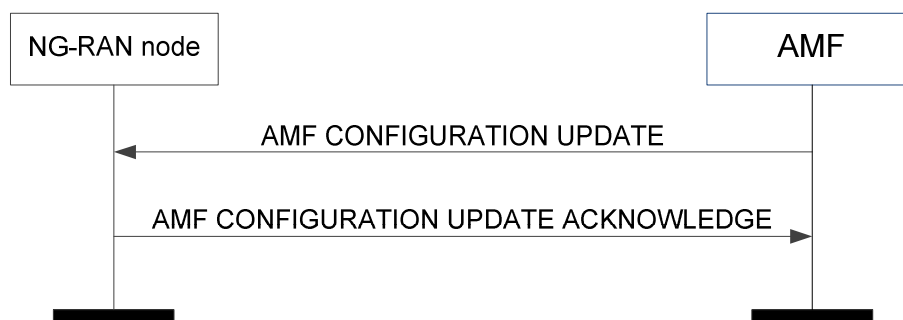 NG-RAN node
AMF
AMF CONFIGURATION UPDATE
AMF CONFIGURATION UPDATE ACKNOWLEDGE